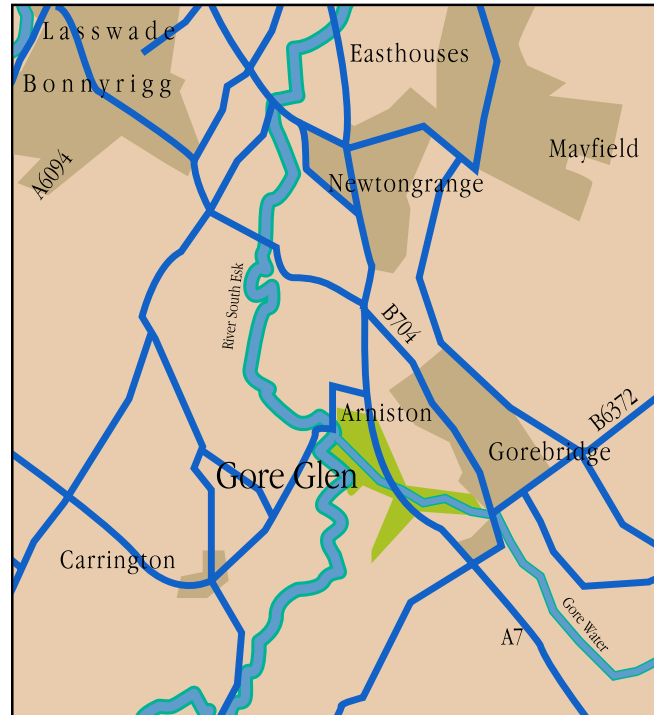 Lasswade
Easthouses
Bonnyrigg
Mayfield
A6094
Newtongrange
River South Esk
B704
B6372
Arniston
Gorebridge
Gore Glen
Carrington
Gore Water
A7